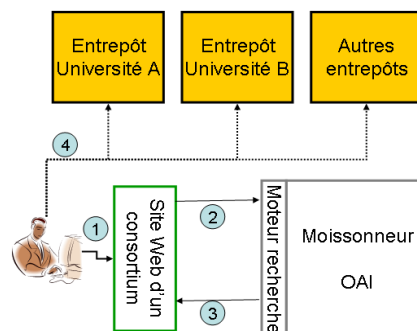 Entrepôt
Université A
Entrepôt
Université B
Autres
entrepôts
4
1
Site Web d'un
consortium
2
3
Moteur recherche
Moissonneur
OAI